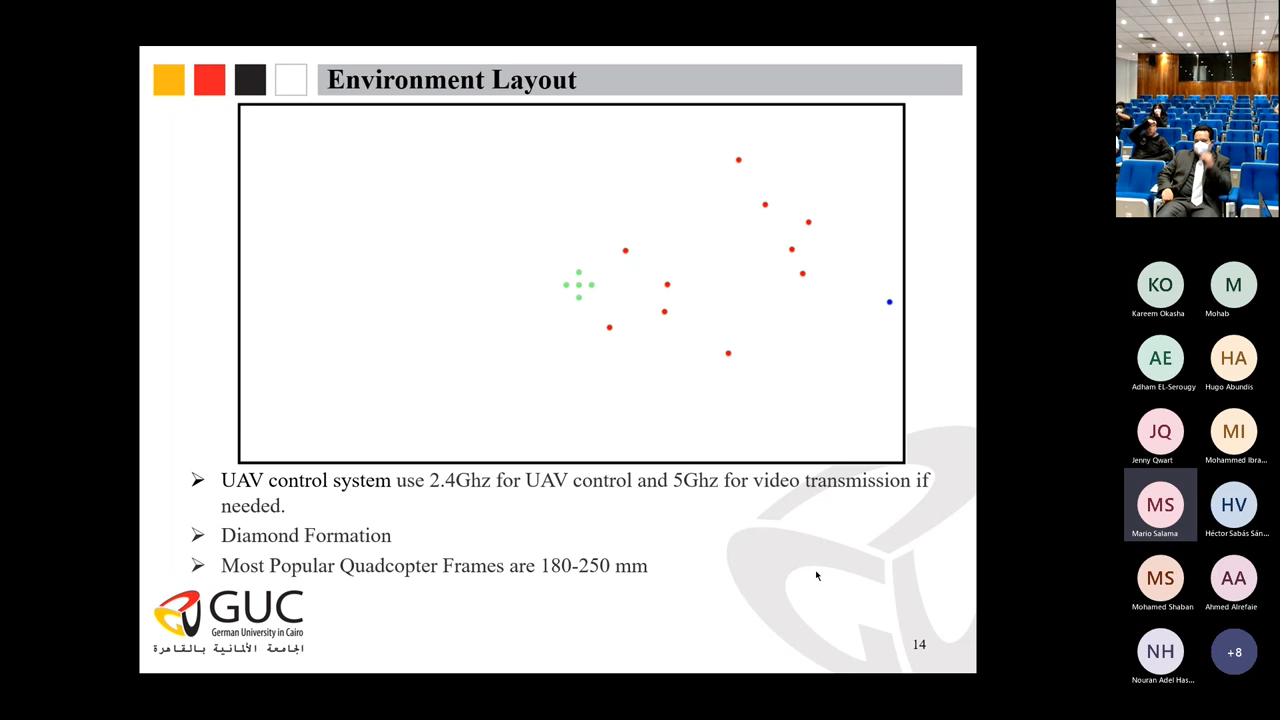 Environment Layout
➢ UAV control system use 2.4Ghz for UAV control and 5Ghz for video transmission if
needed.
➢ Diamond Formation
➢ Most Popular Quadcopter Frames are 180-250 mm
GUC
German University in Cairo
الجامعة الألمانية بالقاهرة
14
KO
Kareem Okasha
M
Mohab
AE
Adham EL-Serougy
HA
Hugo Abundis
JQ
Jenny Qwart
MI
Mohammed Ibra...
MS
Mario Salama
HV
Héctor Sabás Sán...
MS
Mohamed Shaban
AA
Ahmed Alrefaie
NH
Nouran Adel Has...
+8